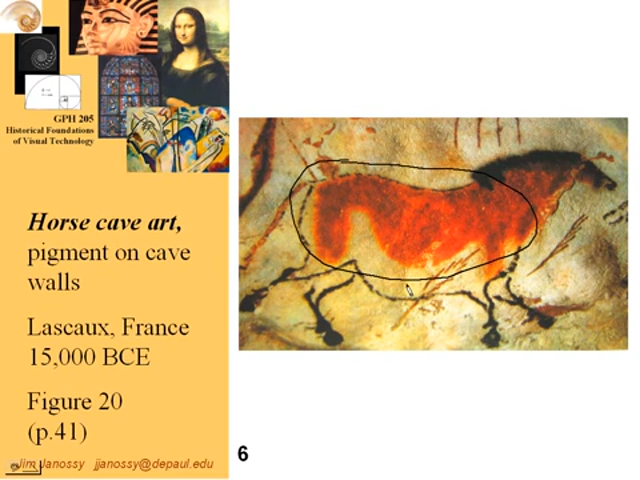 GPH 205
Historical Foundations
of Visual Technology
Horse cave art,
pigment on cave
walls
Lascaux, France
15,000 BCE
Figure 20
(p.41)
Jim Janossy jjanossy@depaul.edu
6